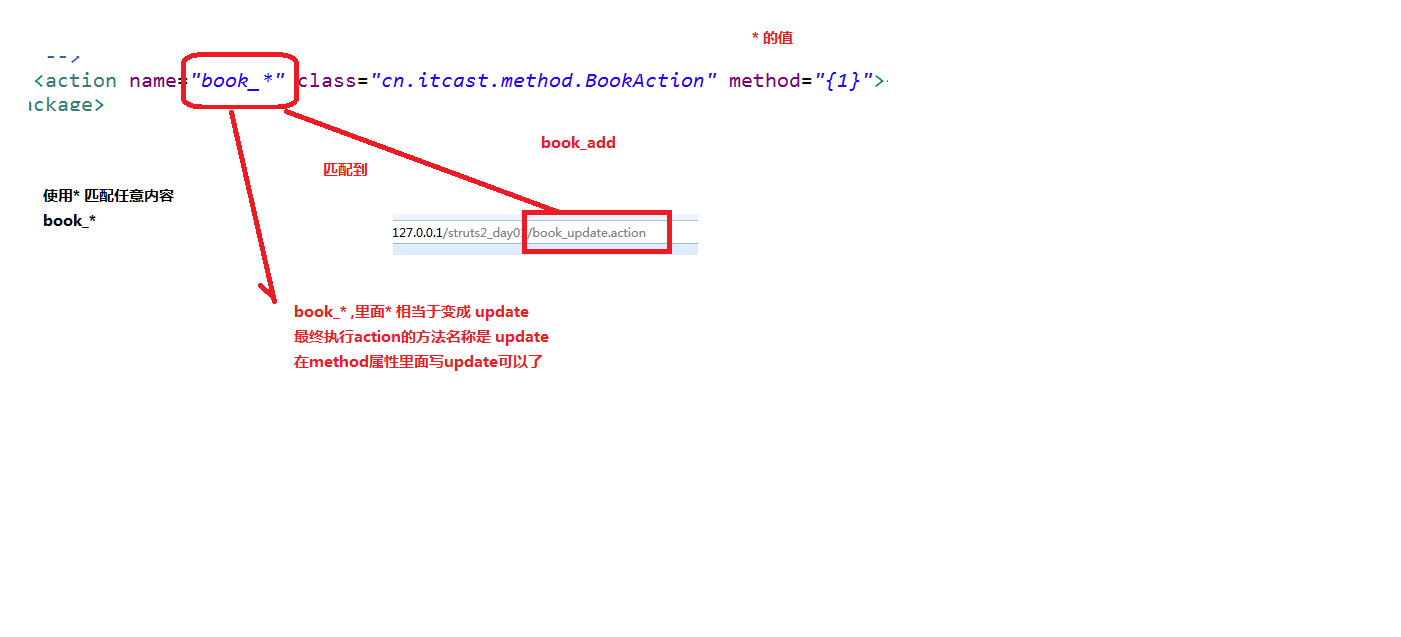 * 的值
-->
<action name="book_*" class="cn.itcast.method.BookAction" method="{1}">
ackage>
book_add
匹配到
使用* 匹配任意内容
book_*
127.0.0.1/struts2_day0 /book_update.action
book_* ,里面* 相当于变成 update
最终执行action的方法名称是 update
在method属性里面写update可以了